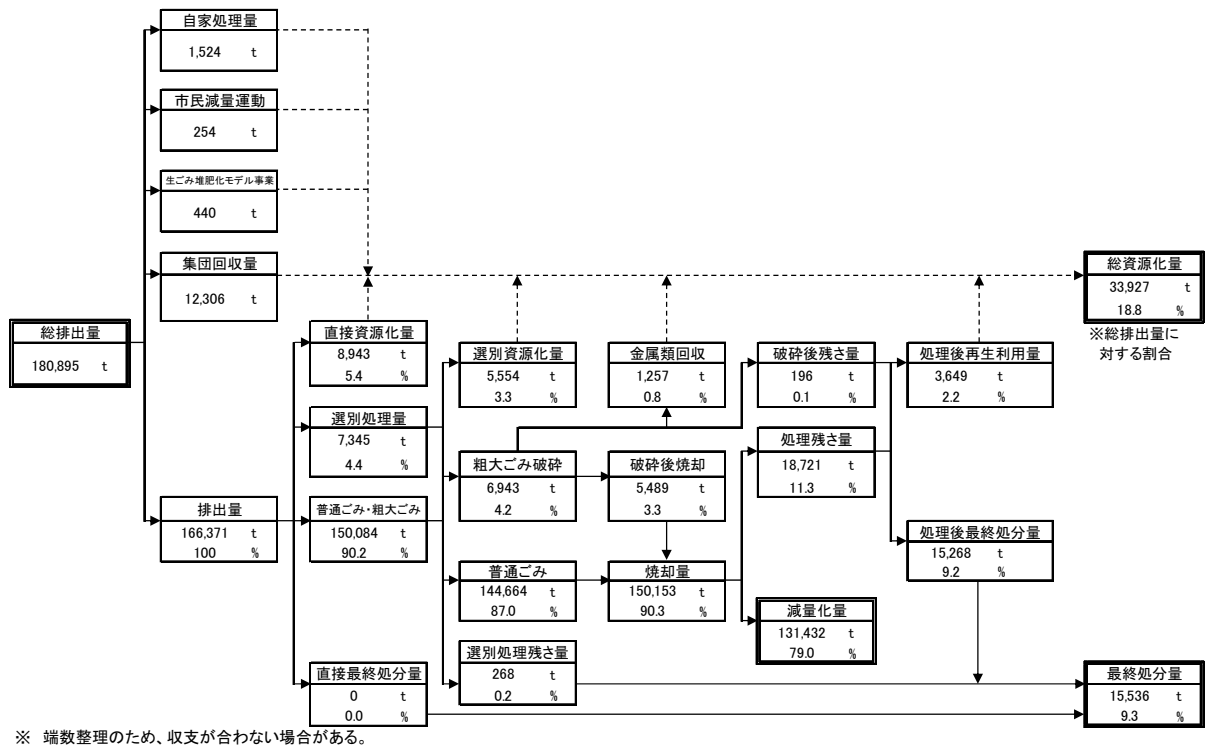 自家処理量
1,524 t
市民減量運動
254 t
生ごみ堆肥化モデル事業
440 t
集団回収量
12,306 t
総資源化量
33,927 t
18.8 %
※総排出量に
対する割合
総排出量
180,895 t
直接資源化量
8,943 t
5.4 %
選別資源化量
5,554 t
3.3 %
金属類回収
1,257 t
0.8 %
破砕後残さ量
196 t
0.1 %
処理後再生利用量
3,649 t
2.2 %
選別処理量
7,345 t
4.4 %
粗大ごみ破砕
6,943 t
4.2 %
破砕後焼却
5,489 t
3.3 %
処理残さ量
18,721 t
11.3 %
排出量
166,371 t
100 %
普通ごみ・粗大ごみ
150,084 t
90.2 %
処理後最終処分量
15,268 t
9.2 %
普通ごみ
144,664 t
87.0 %
焼却量
150,153 t
90.3 %
減量化量
131,432 t
79.0 %
選別処理残さ量
268 t
0.2 %
直接最終処分量
0 t
0.0 %
最終処分量
15,536 t
9.3 %
※ 端数整理のため、収支が合わない場合がある。